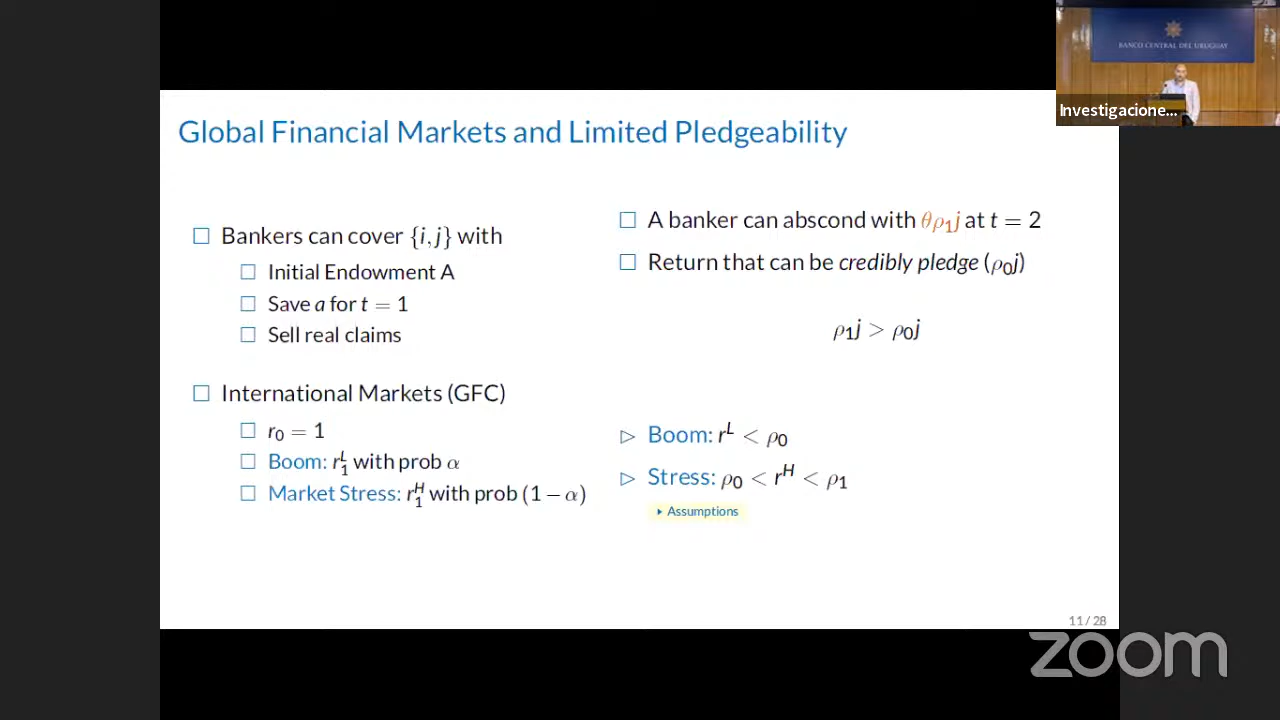 BANCO CENTRAL DEL URUGUAY
Investigacione...
Global Financial Markets and Limited Pledgeability
Bankers can cover {i, j} with
Initial Endowment A
Save a for t = 1
Sell real claims
International Markets (GFC)
r₀ = 1
Boom: r₁ᴸ with prob α
Market Stress: r₁ᴴ with prob (1 − α)
A banker can abscond with θρ₁j at t = 2
Return that can be credibly pledge (ρ₀j)
ρ₁j > ρ₀j
Boom: rᴸ < ρ₀
Stress: ρ₀ < rᴴ < ρ₁
Assumptions
11 / 28
zoom